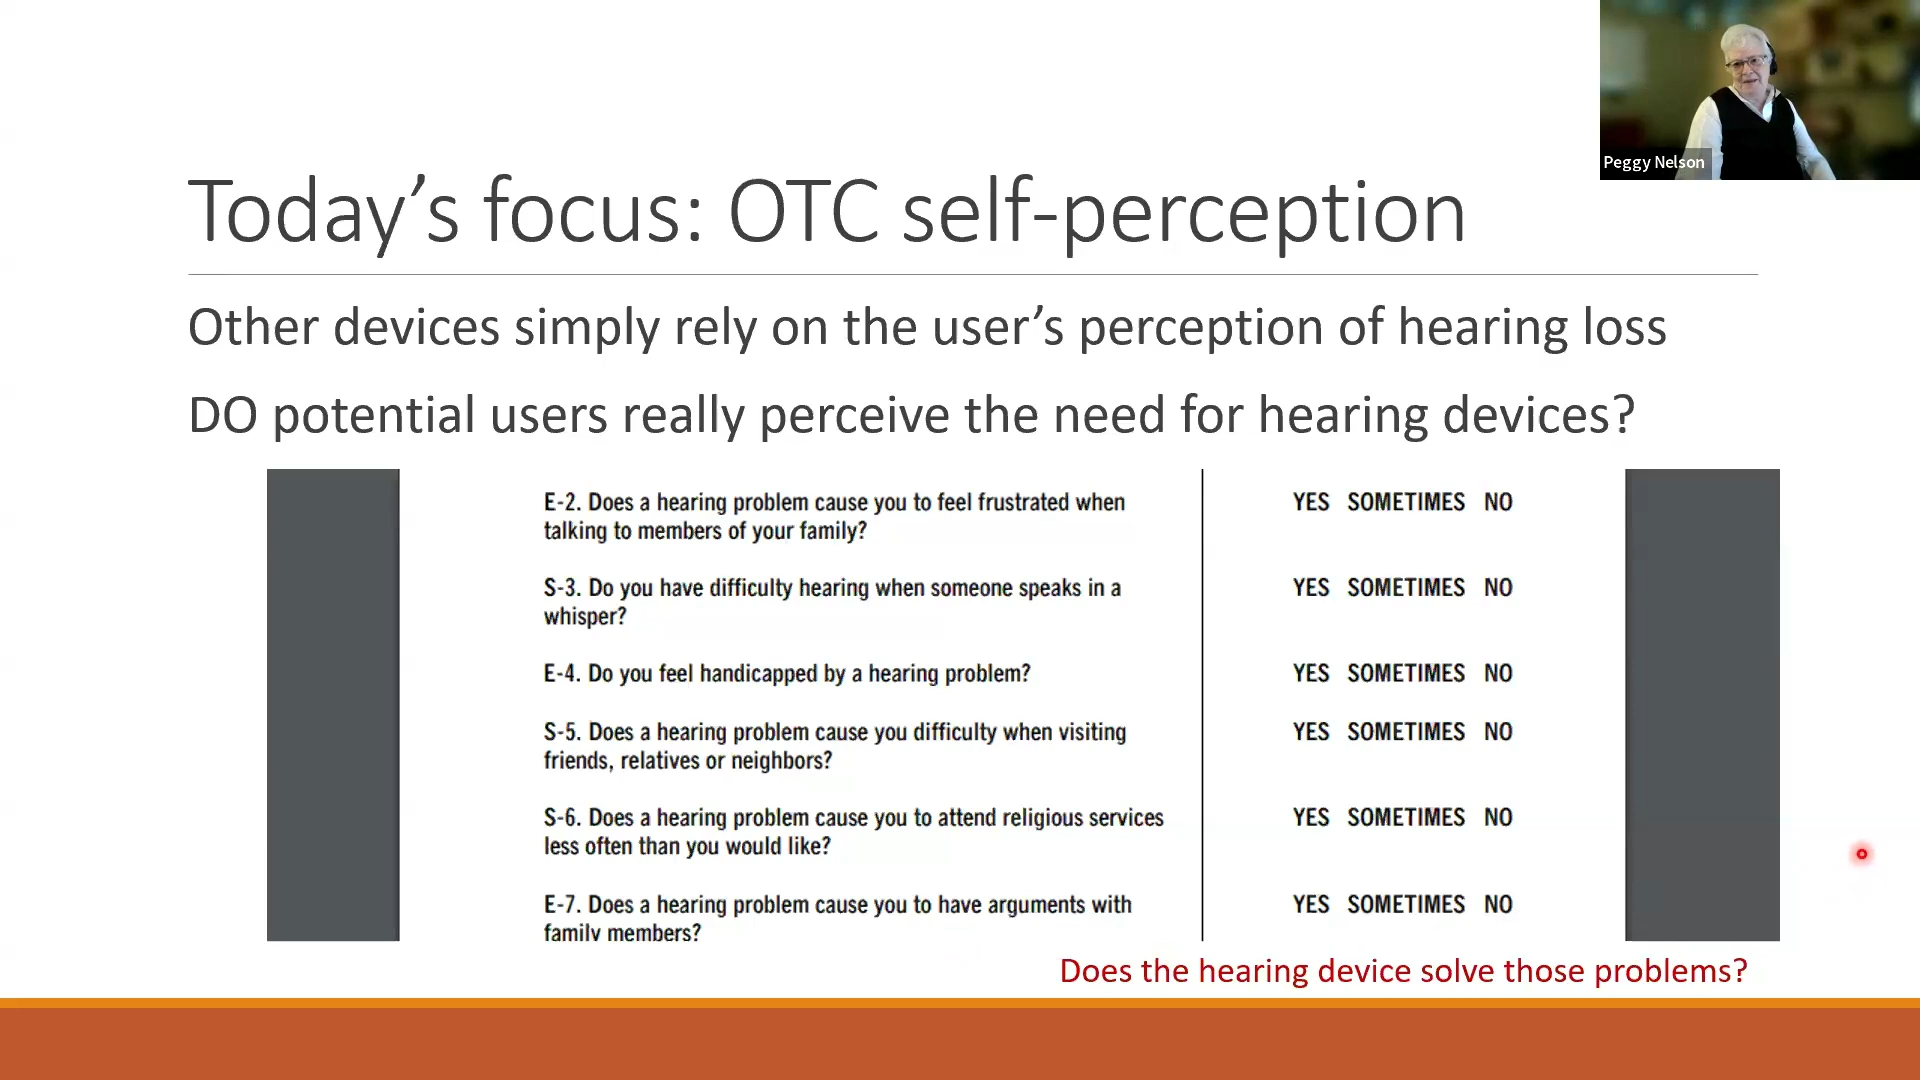 Peggy Nelson
Today's focus: OTC self-perception
Other devices simply rely on the user's perception of hearing loss
DO potential users really perceive the need for hearing devices?
E-2. Does a hearing problem cause you to feel frustrated when YES SOMETIMES NO
talking to members of your family?
S-3. Do you have difficulty hearing when someone speaks in a YES SOMETIMES NO
whisper?
E-4. Do you feel handicapped by a hearing problem? YES SOMETIMES NO
S-5. Does a hearing problem cause you difficulty when visiting YES SOMETIMES NO
friends, relatives or neighbors?
S-6. Does a hearing problem cause you to attend religious services YES SOMETIMES NO
less often than you would like?
E-7. Does a hearing problem cause you to have arguments with YES SOMETIMES NO
family members?
Does the hearing device solve those problems?